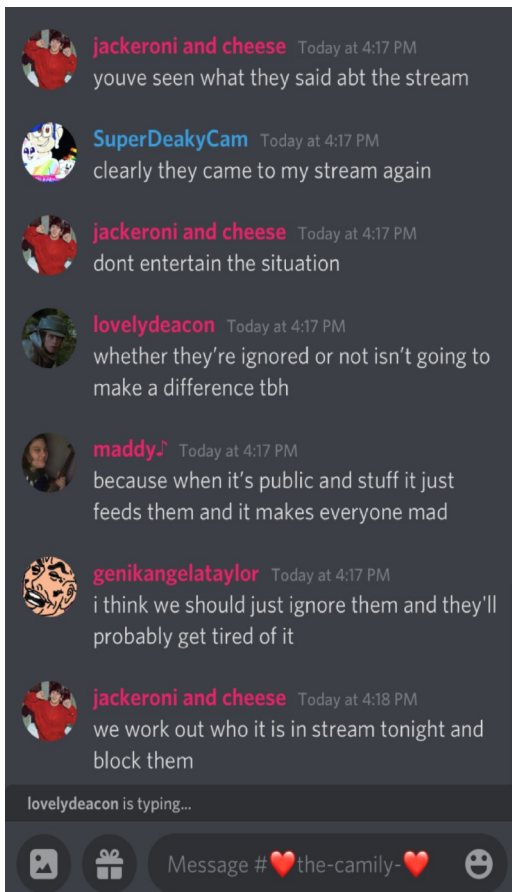 jackeroni and cheese Today at 4:17 PM
youve seen what they said abt the stream
SuperDeakyCam Today at 4:17 PM
clearly they came to my stream again
jackeroni and cheese Today at 4:17 PM
dont entertain the situation
lovelydeacon Today at 4:17 PM
whether they're ignored or not isn't going to
make a difference tbh
maddy♪ Today at 4:17 PM
because when it's public and stuff it just
feeds them and it makes everyone mad
genikangelataylor Today at 4:17 PM
i think we should just ignore them and they'll
probably get tired of it
jackeroni and cheese Today at 4:18 PM
we work out who it is in stream tonight and
block them
lovelydeacon is typing...
Message #❤️the-camily-❤️